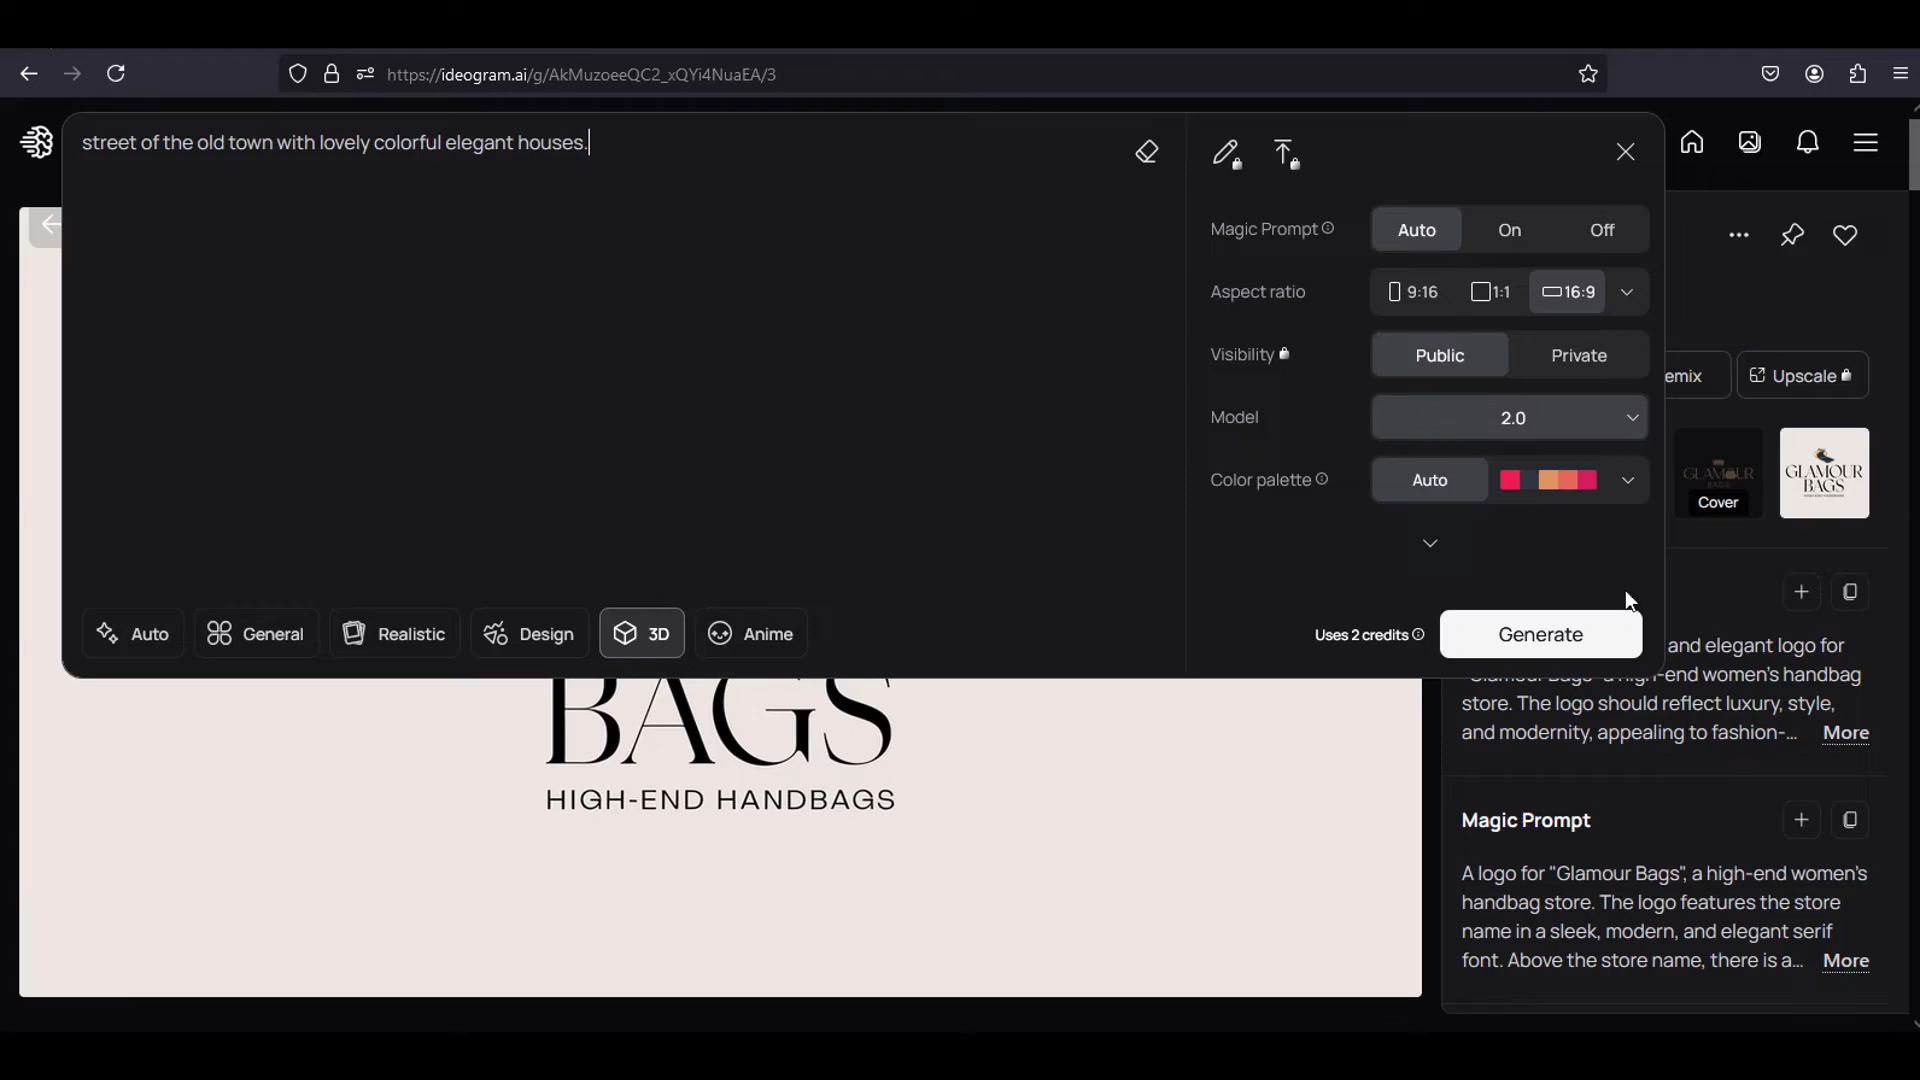 https://ideogram.ai/g/AkMuzoeeQC2_xQYi4NuaEA/3
street of the old town with lovely colorful elegant houses.
Magic Prompt
Auto
On
Off
Aspect ratio
9:16
1:1
16:9
Visibility
Public
Private
Model
2.0
Color palette
Auto
Auto
General
Realistic
Design
3D
Anime
Uses 2 credits
Generate
emix
Upscale
GLAMOUR
BAGS
Cover
GLAMOUR
BAGS
BAGS
HIGH-END HANDBAGS
and elegant logo for
"Glamour Bags" a high-end women's handbag
store. The logo should reflect luxury, style,
and modernity, appealing to fashion-...
More
Magic Prompt
A logo for "Glamour Bags", a high-end women's
handbag store. The logo features the store
name in a sleek, modern, and elegant serif
font. Above the store name, there is a...
More